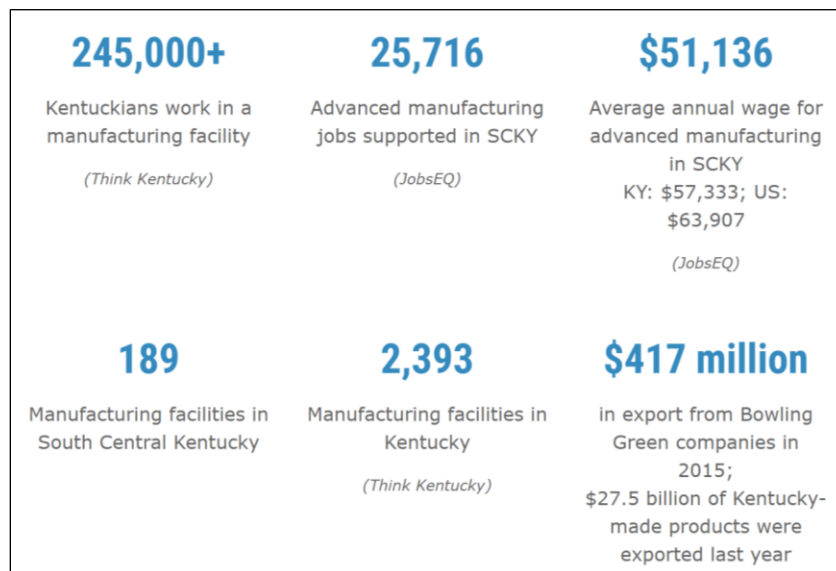 245,000+
Kentuckians work in a
manufacturing facility
(Think Kentucky)
25,716
Advanced manufacturing
jobs supported in SCKY
(JobsEQ)
$51,136
Average annual wage for
advanced manufacturing
in SCKY
KY: $57,333; US:
$63,907
(JobsEQ)
189
Manufacturing facilities in
South Central Kentucky
2,393
Manufacturing facilities in
Kentucky
(Think Kentucky)
$417 million
in export from Bowling
Green companies in
2015;
$27.5 billion of Kentucky-
made products were
exported last year